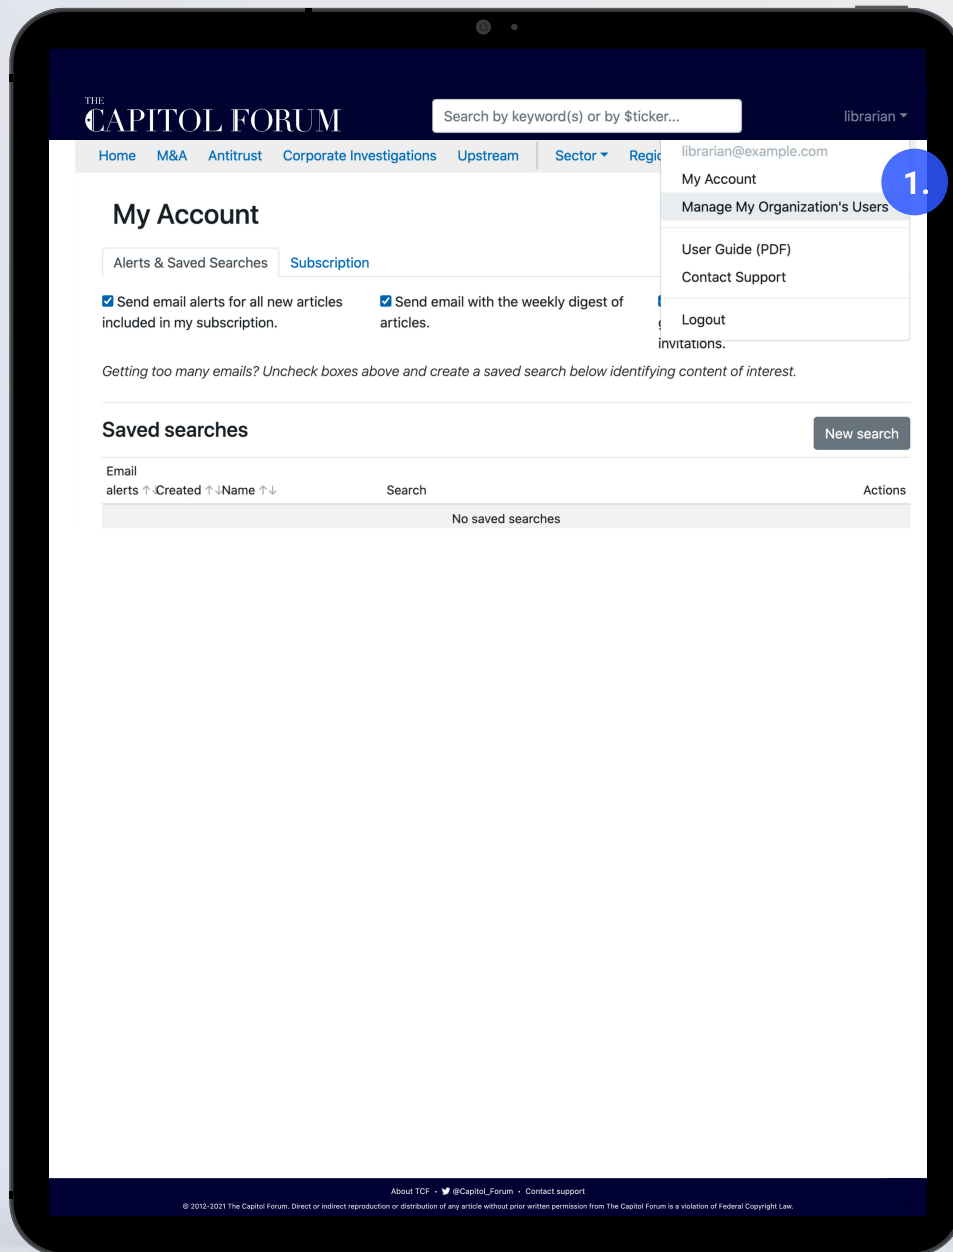 THE
CAPITOL FORUM
Search by keyword(s) or by $ticker...
librarian
Home M&A Antitrust Corporate Investigations Upstream Sector
librarian@example.com
My Account
Manage My Organization's Users
1.
User Guide (PDF)
Contact Support
Logout
My Account
Alerts & Saved Searches Subscription
Send email alerts for all new articles
included in my subscription.
Send email with the weekly digest of
articles.
invitations.
Getting too many emails? Uncheck boxes above and create a saved search below identifying content of interest.
Saved searches
New search
Email
alerts ↑↓Created ↑↓Name ↑↓ Search Actions
No saved searches
About TCF · @Capitol_Forum · Contact support
© 2012-2021 The Capitol Forum. Direct or indirect reproduction or distribution of any article without prior written permission from The Capitol Forum is a violation of Federal Copyright Law.